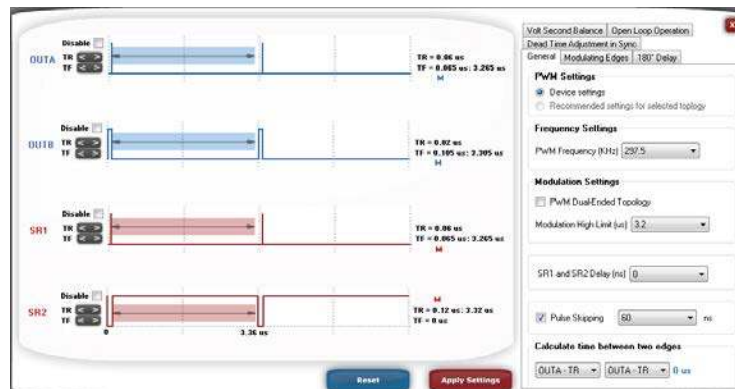 Disable
OUTA TR < >
TF < >
TR = 0.06 us
TF = 0.065 us: 3.265 us
M
Disable
OUTB TR < >
TF < >
TR = 0.02 us
TF = 0.105 us: 3.305 us
M
Disable
SR1 TR < >
TF < >
TR = 0.06 us
TF = 0.065 us: 3.265 us
M
Disable
SR2 TR < >
TF < >
M
TR = 0.12 us: 3.32 us
TF = 0 us
0 3.36 us
Reset Apply Settings
Volt Second Balance Open Loop Operation
Dead Time Adjustment in Sync
General Modulating Edges 180° Delay
PWM Settings
Device settings
Recommended settings for selected toplogy
Frequency Settings
PWM Frequency (KHz) 297.5
Modulation Settings
PWM Dual-Ended Topology
Modulation High Limit (us) 3.2
SR1 and SR2 Delay (ns) 0
Pulse Skipping 60 ns
Calculate time between two edges
OUTA - TR OUTA - TR 0 us